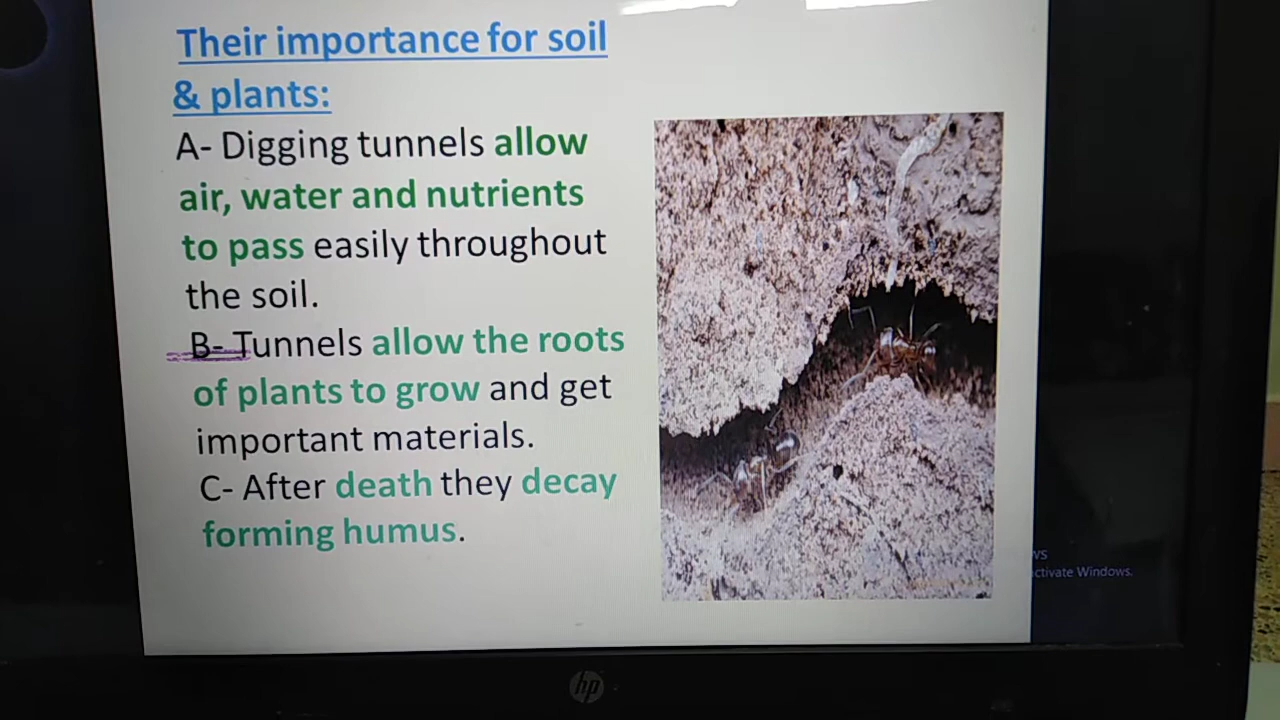 Their importance for soil
& plants:
A- Digging tunnels allow
air, water and nutrients
to pass easily throughout
the soil.
B- Tunnels allow the roots
of plants to grow and get
important materials.
C- After death they decay
forming humus.
Windows.
hp